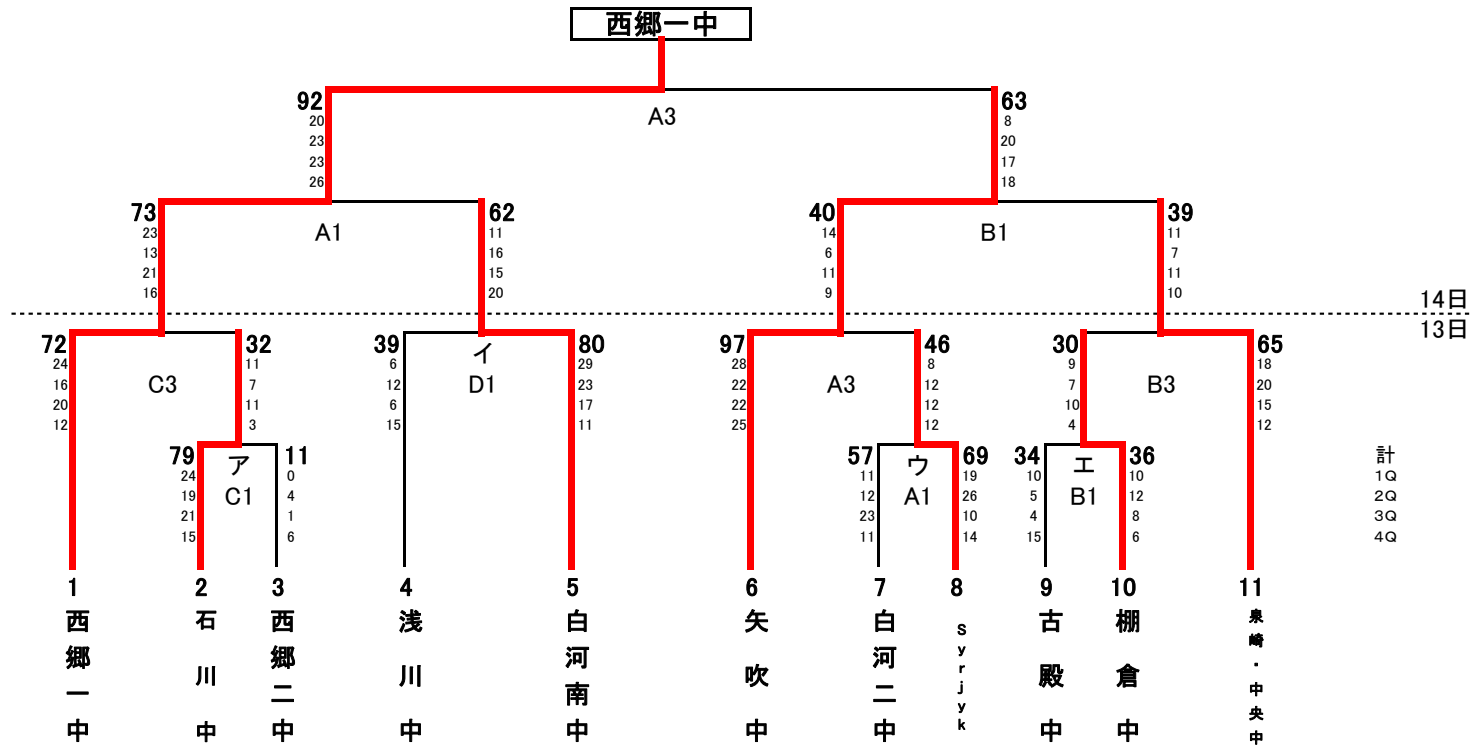 西郷一中
92 63
A3
20 8
23 20
23 17
26 18
73 62 40 39
A1 B1
23 11 14 11
13 16 6 7
21 15 11 11
16 20 9 10
14日
13日
72 32 39 イ 80 97 46 30 65
24 11 6 29 28 8 9 18
C3 D1 A3 B3
16 7 12 23 22 12 7 20
20 11 6 17 22 12 10 15
12 3 15 11 25 12 4 12
79 ア 11 57 ウ 69 34 エ 36 計
24 0 11 19 10 10 1Q
C1 A1 B1
19 4 12 26 5 12 2Q
21 1 23 10 4 8 3Q
15 6 11 14 15 6 4Q
1 2 3 4 5 6 7 8 9 10 11
西郷一中
石川中
西郷二中
浅川中
白河南中
矢吹中
白河二中
Syrjyk
古殿中
棚倉中
泉崎・中央中